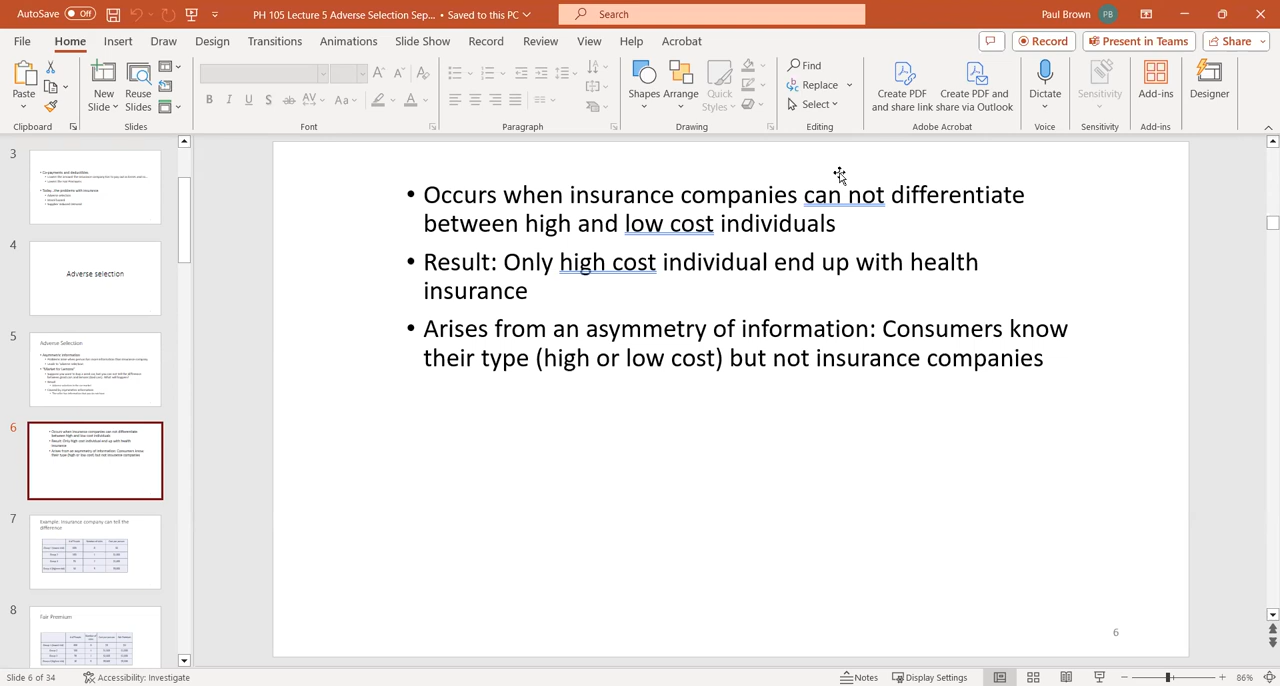 AutoSave Off PH 105 Lecture 5 Adverse Selection Sep... • Saved to this PC Search Paul Brown PB
File Home Insert Draw Design Transitions Animations Slide Show Record Review View Help Acrobat Record Present in Teams Share
Paste New Slide Reuse Slides Shapes Arrange Quick Styles Find Replace Select Create PDF and share link Create PDF and share via Outlook Dictate Sensitivity Add-ins Designer
Clipboard Slides Font Paragraph Drawing Editing Adobe Acrobat Voice Sensitivity Add-ins
3
4
Adverse selection
5
Adverse Selection
6
7
Example: Insurance company can tell the
difference
8
Fair Premium
• Occurs when insurance companies can not differentiate
between high and low cost individuals
• Result: Only high cost individual end up with health
insurance
• Arises from an asymmetry of information: Consumers know
their type (high or low cost) but not insurance companies
6
Slide 6 of 34 Accessibility: Investigate Notes Display Settings 86%